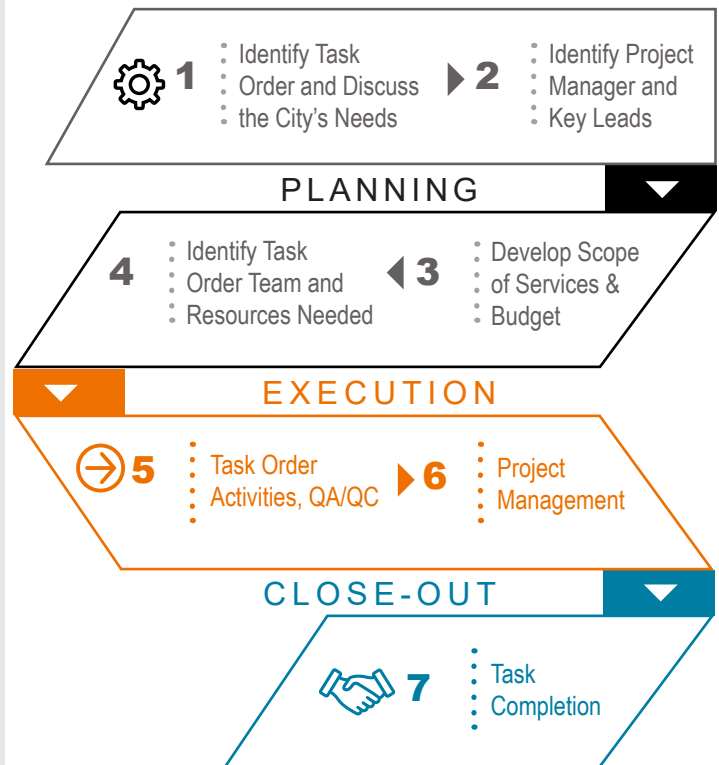 1
Identify Task
Order and Discuss
the City's Needs
2
Identify Project
Manager and
Key Leads
PLANNING
3
Develop Scope
of Services &
Budget
4
Identify Task
Order Team and
Resources Needed
EXECUTION
5
Task Order
Activities, QA/QC
6
Project
Management
CLOSE-OUT
7
Task
Completion